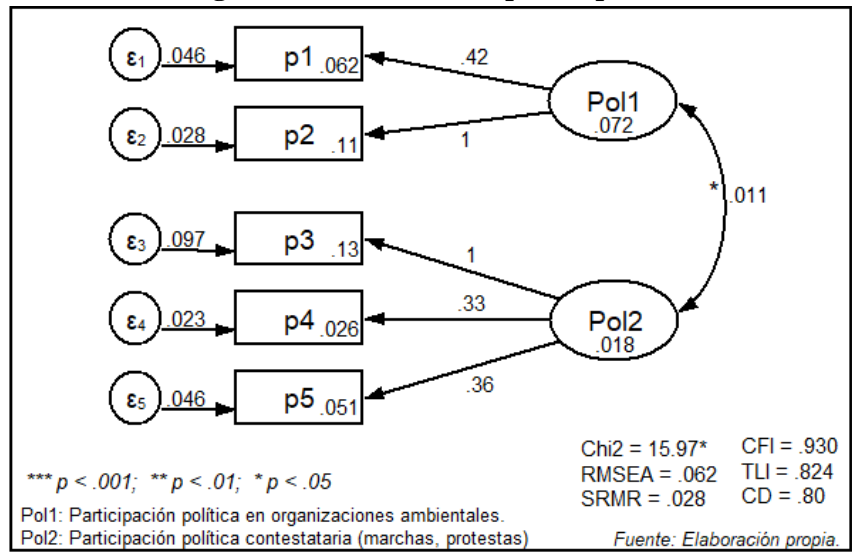 ε1 .046 p1 .062 .42
Pol1 .072
ε2 .028 p2 .11 1
* .011
ε3 .097 p3 .13 1
ε4 .023 p4 .026 .33
Pol2 .018
ε5 .046 p5 .051 .36
Chi2 = 15.97* CFI = .930
*** p < .001; ** p < .01; * p < .05 RMSEA = .062 TLI = .824
SRMR = .028 CD = .80
Pol1: Participación política en organizaciones ambientales.
Pol2: Participación política contestataria (marchas, protestas) Fuente: Elaboración propia.